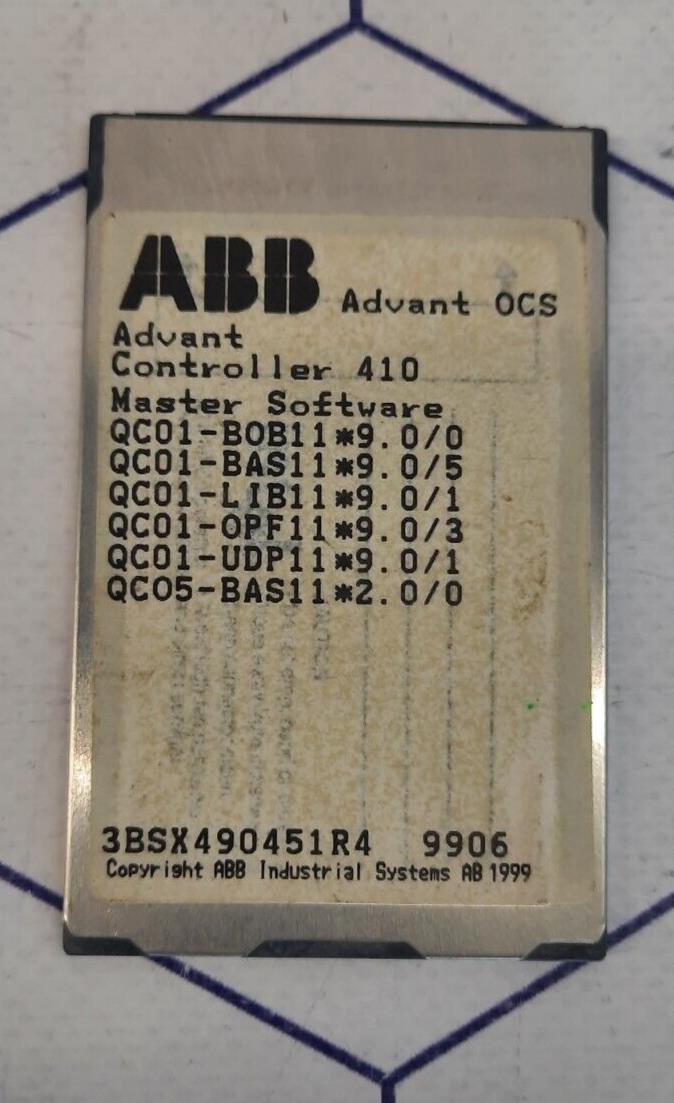 ABB Advant OCS
Advant
Controller 410
Master Software
QC01-BOB11*9.0/0
QC01-BAS11*9.0/5
QC01-LIB11*9.0/1
QC01-OPF11*9.0/3
QC01-UDP11*9.0/1
QC05-BAS11*2.0/0
3BSX490451R4 9906
Copyright ABB Industrial Systems AB 1999